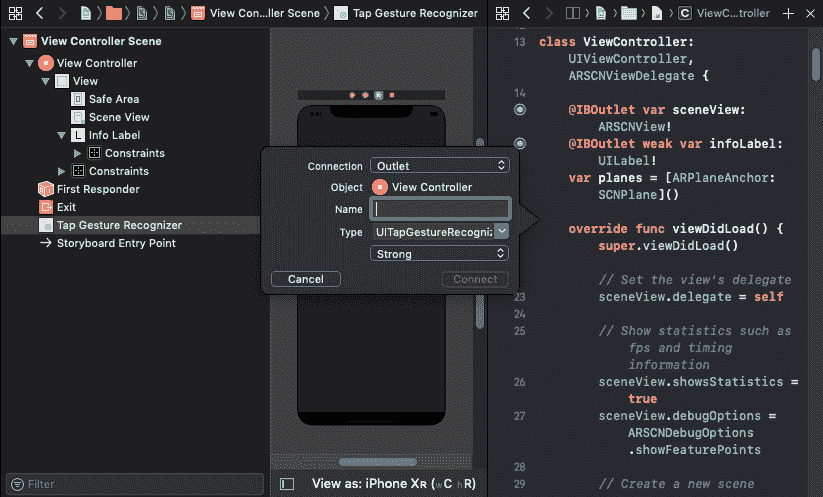 View Con...ller Scene
Tap Gesture Recognizer
View Controller Scene
View Controller
View
Safe Area
Scene View
L Info Label
Constraints
Constraints
First Responder
Exit
Tap Gesture Recognizer
Storyboard Entry Point
Filter
Connection Outlet
Object View Controller
Name
Type UITapGestureRecogniz
Strong
Cancel Connect
View as: iPhone XR (wC hR)
C ViewC...troller
13 class ViewController:
UIViewController,
ARSCNViewDelegate {
14
@IBOutlet var sceneView:
ARSCNView!
@IBOutlet weak var infoLabel:
UILabel!
var planes = [ARPlaneAnchor:
SCNPlane]()
override func viewDidLoad() {
super.viewDidLoad()
// Set the view's delegate
23 sceneView.delegate = self
24
25 // Show statistics such as
fps and timing
information
26 sceneView.showsStatistics =
true
27 sceneView.debugOptions =
ARSCNDebugOptions
.showFeaturePoints
28
29 // Create a new scene